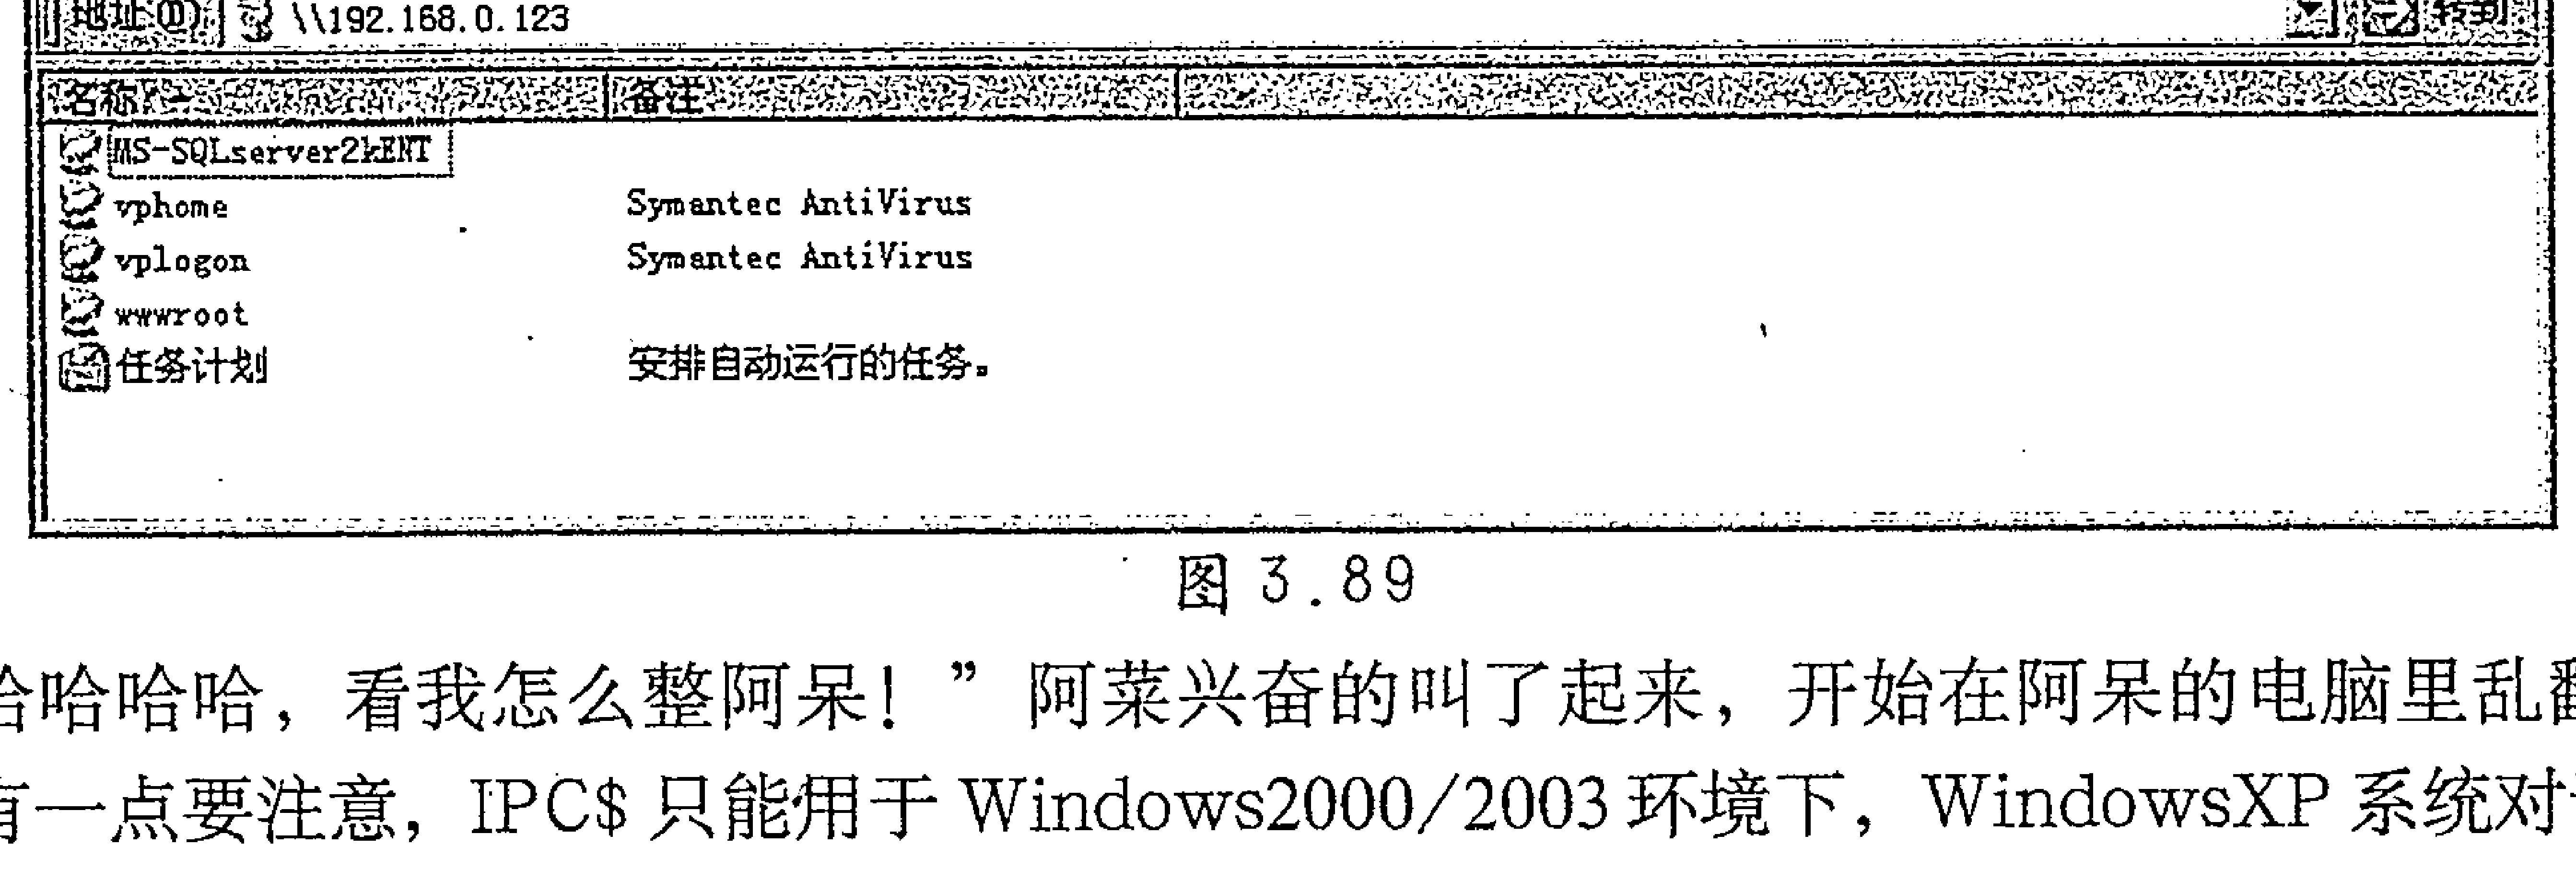 地址(D) \\192.168.0.123 转到
名称 备注
MS-SQLserver2kENT
vphome Symantec AntiVirus
vplogon Symantec AntiVirus
wwwroot
任务计划 安排自动运行的任务。
图 3.89
哈哈哈哈，看我怎么整阿呆！”阿菜兴奋的叫了起来，开始在阿呆的电脑里乱翻
有一点要注意，IPC$ 只能用于 Windows2000/2003 环境下，WindowsXP 系统对